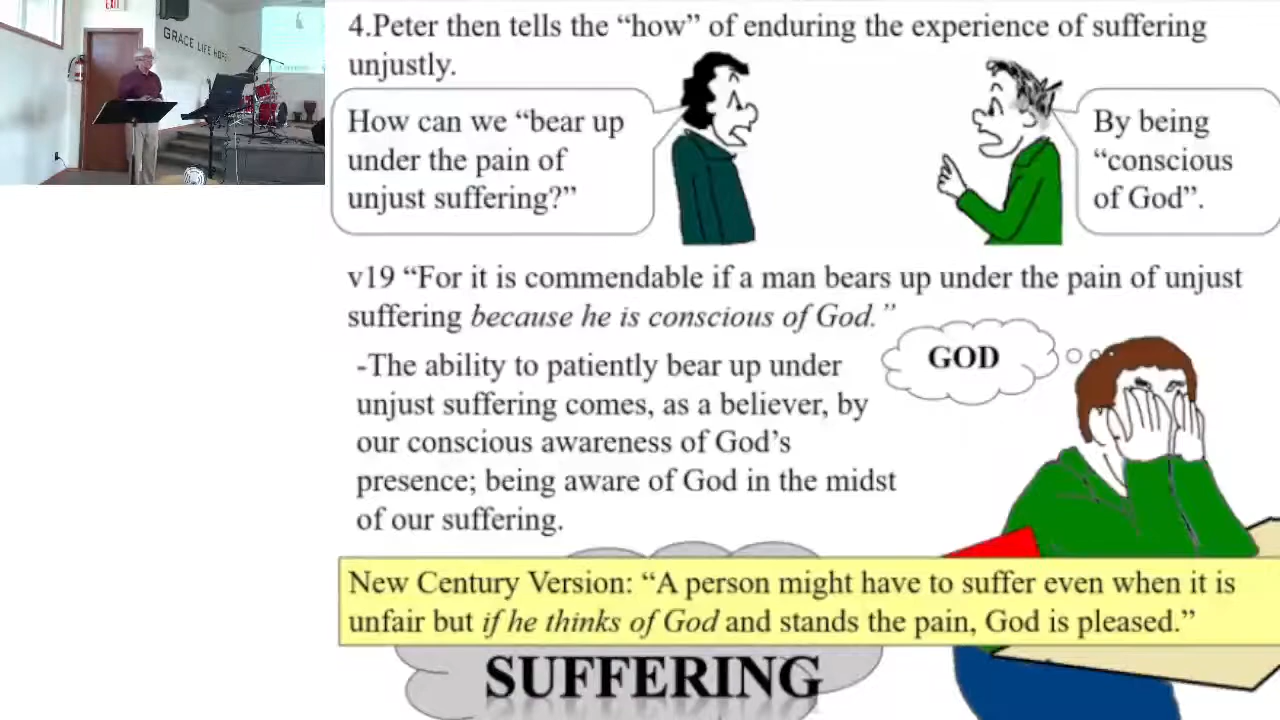 EXIT
GRACE LIFE HOPE
4.Peter then tells the “how” of enduring the experience of suffering
unjustly.
How can we “bear up
under the pain of
unjust suffering?”
By being
“conscious
of God”.
v19 “For it is commendable if a man bears up under the pain of unjust
suffering because he is conscious of God.”
GOD
-The ability to patiently bear up under
unjust suffering comes, as a believer, by
our conscious awareness of God’s
presence; being aware of God in the midst
of our suffering.
New Century Version: “A person might have to suffer even when it is
unfair but if he thinks of God and stands the pain, God is pleased.”
SUFFERING